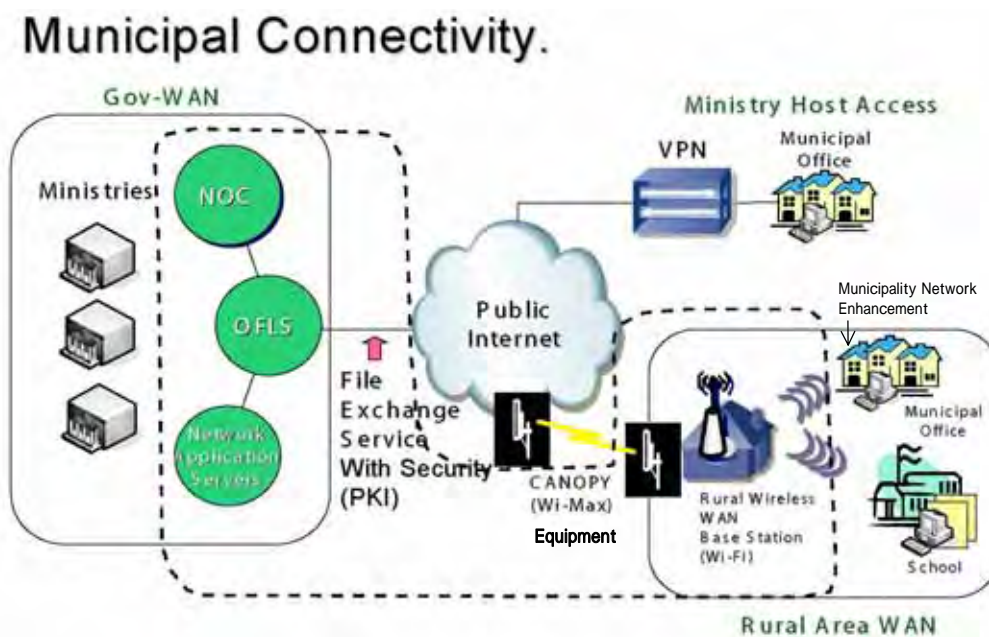 Municipal Connectivity.
Gov-WAN
Ministries
NOC
OFLS
Network
Application
Servers
File
Exchange
Service
With Security
(PKI)
Public
Internet
Ministry Host Access
VPN
Municipal
Office
Municipality Network
Enhancement
Municipal
Office
School
CANOPY
(Wi-Max)
Equipment
Rural Wireless
WAN
Base Station
(Wi-Fi)
Rural Area WAN